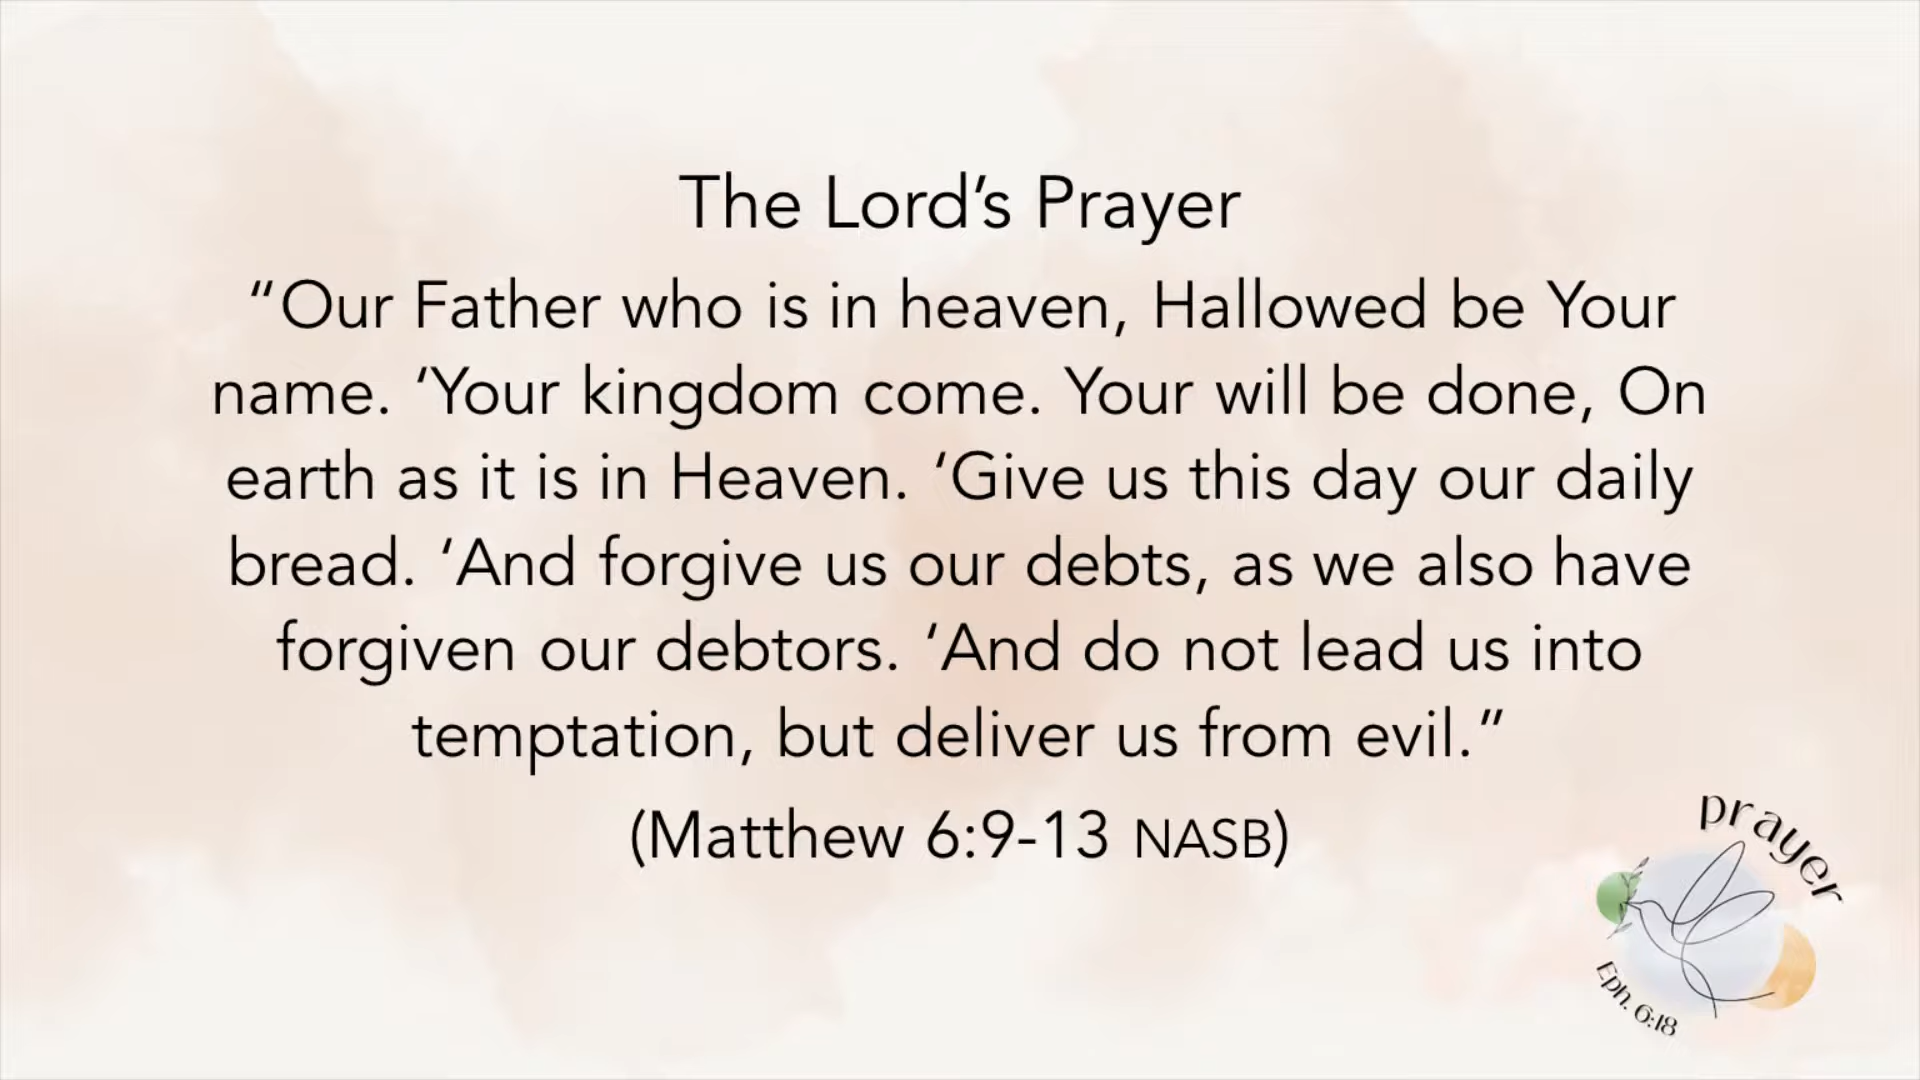 The Lord’s Prayer
“Our Father who is in heaven, Hallowed be Your
name. ‘Your kingdom come. Your will be done, On
earth as it is in Heaven. ‘Give us this day our daily
bread. ‘And forgive us our debts, as we also have
forgiven our debtors. ‘And do not lead us into
temptation, but deliver us from evil.”
(Matthew 6:9-13 NASB)
prayer
Eph. 6:18